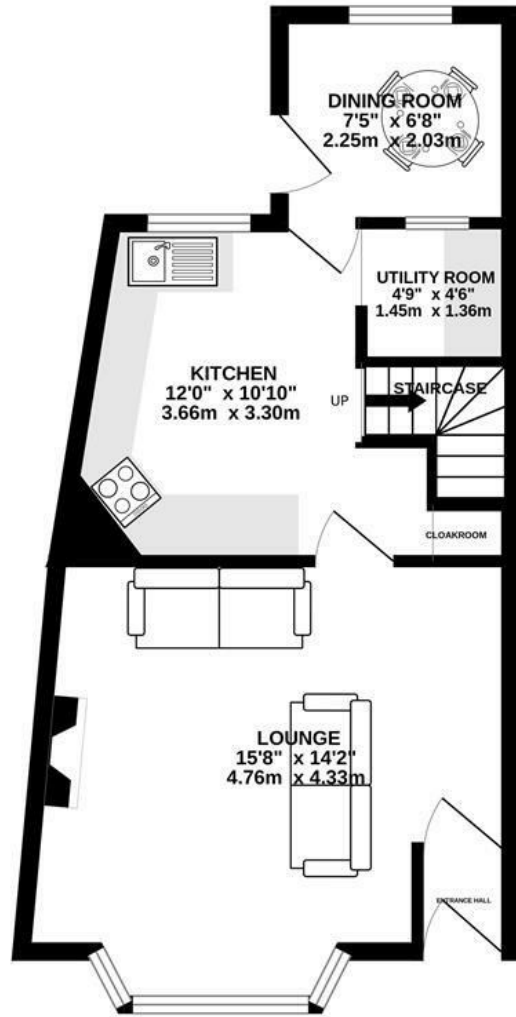 DINING ROOM
7'5" x 6'8"
2.25m x 2.03m
UTILITY ROOM
4'9" x 4'6"
1.45m x 1.36m
KITCHEN
12'0" x 10'10"
3.66m x 3.30m
UP
STAIRCASE
CLOAKROOM
LOUNGE
15'8" x 14'2"
4.76m x 4.33m
ENTRANCE HALL